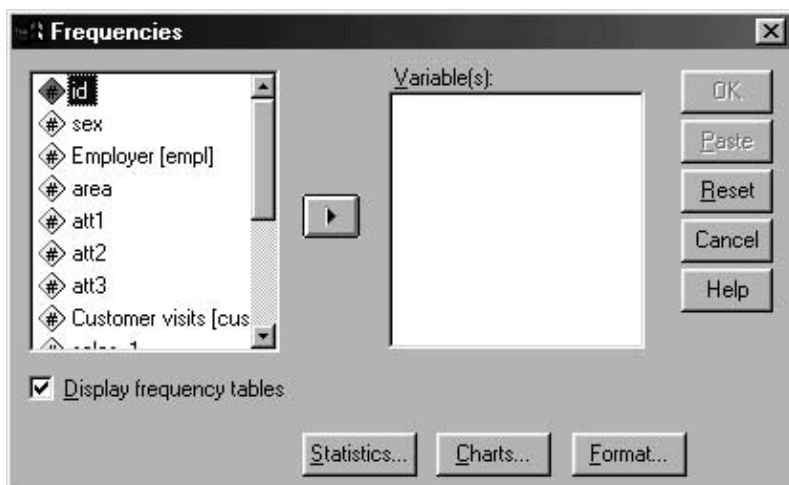 Frequencies
id
sex
Employer [empl]
area
att1
att2
att3
Customer visits [cus
Variable(s):
OK
Paste
Reset
Cancel
Help
Display frequency tables
Statistics...
Charts...
Format...